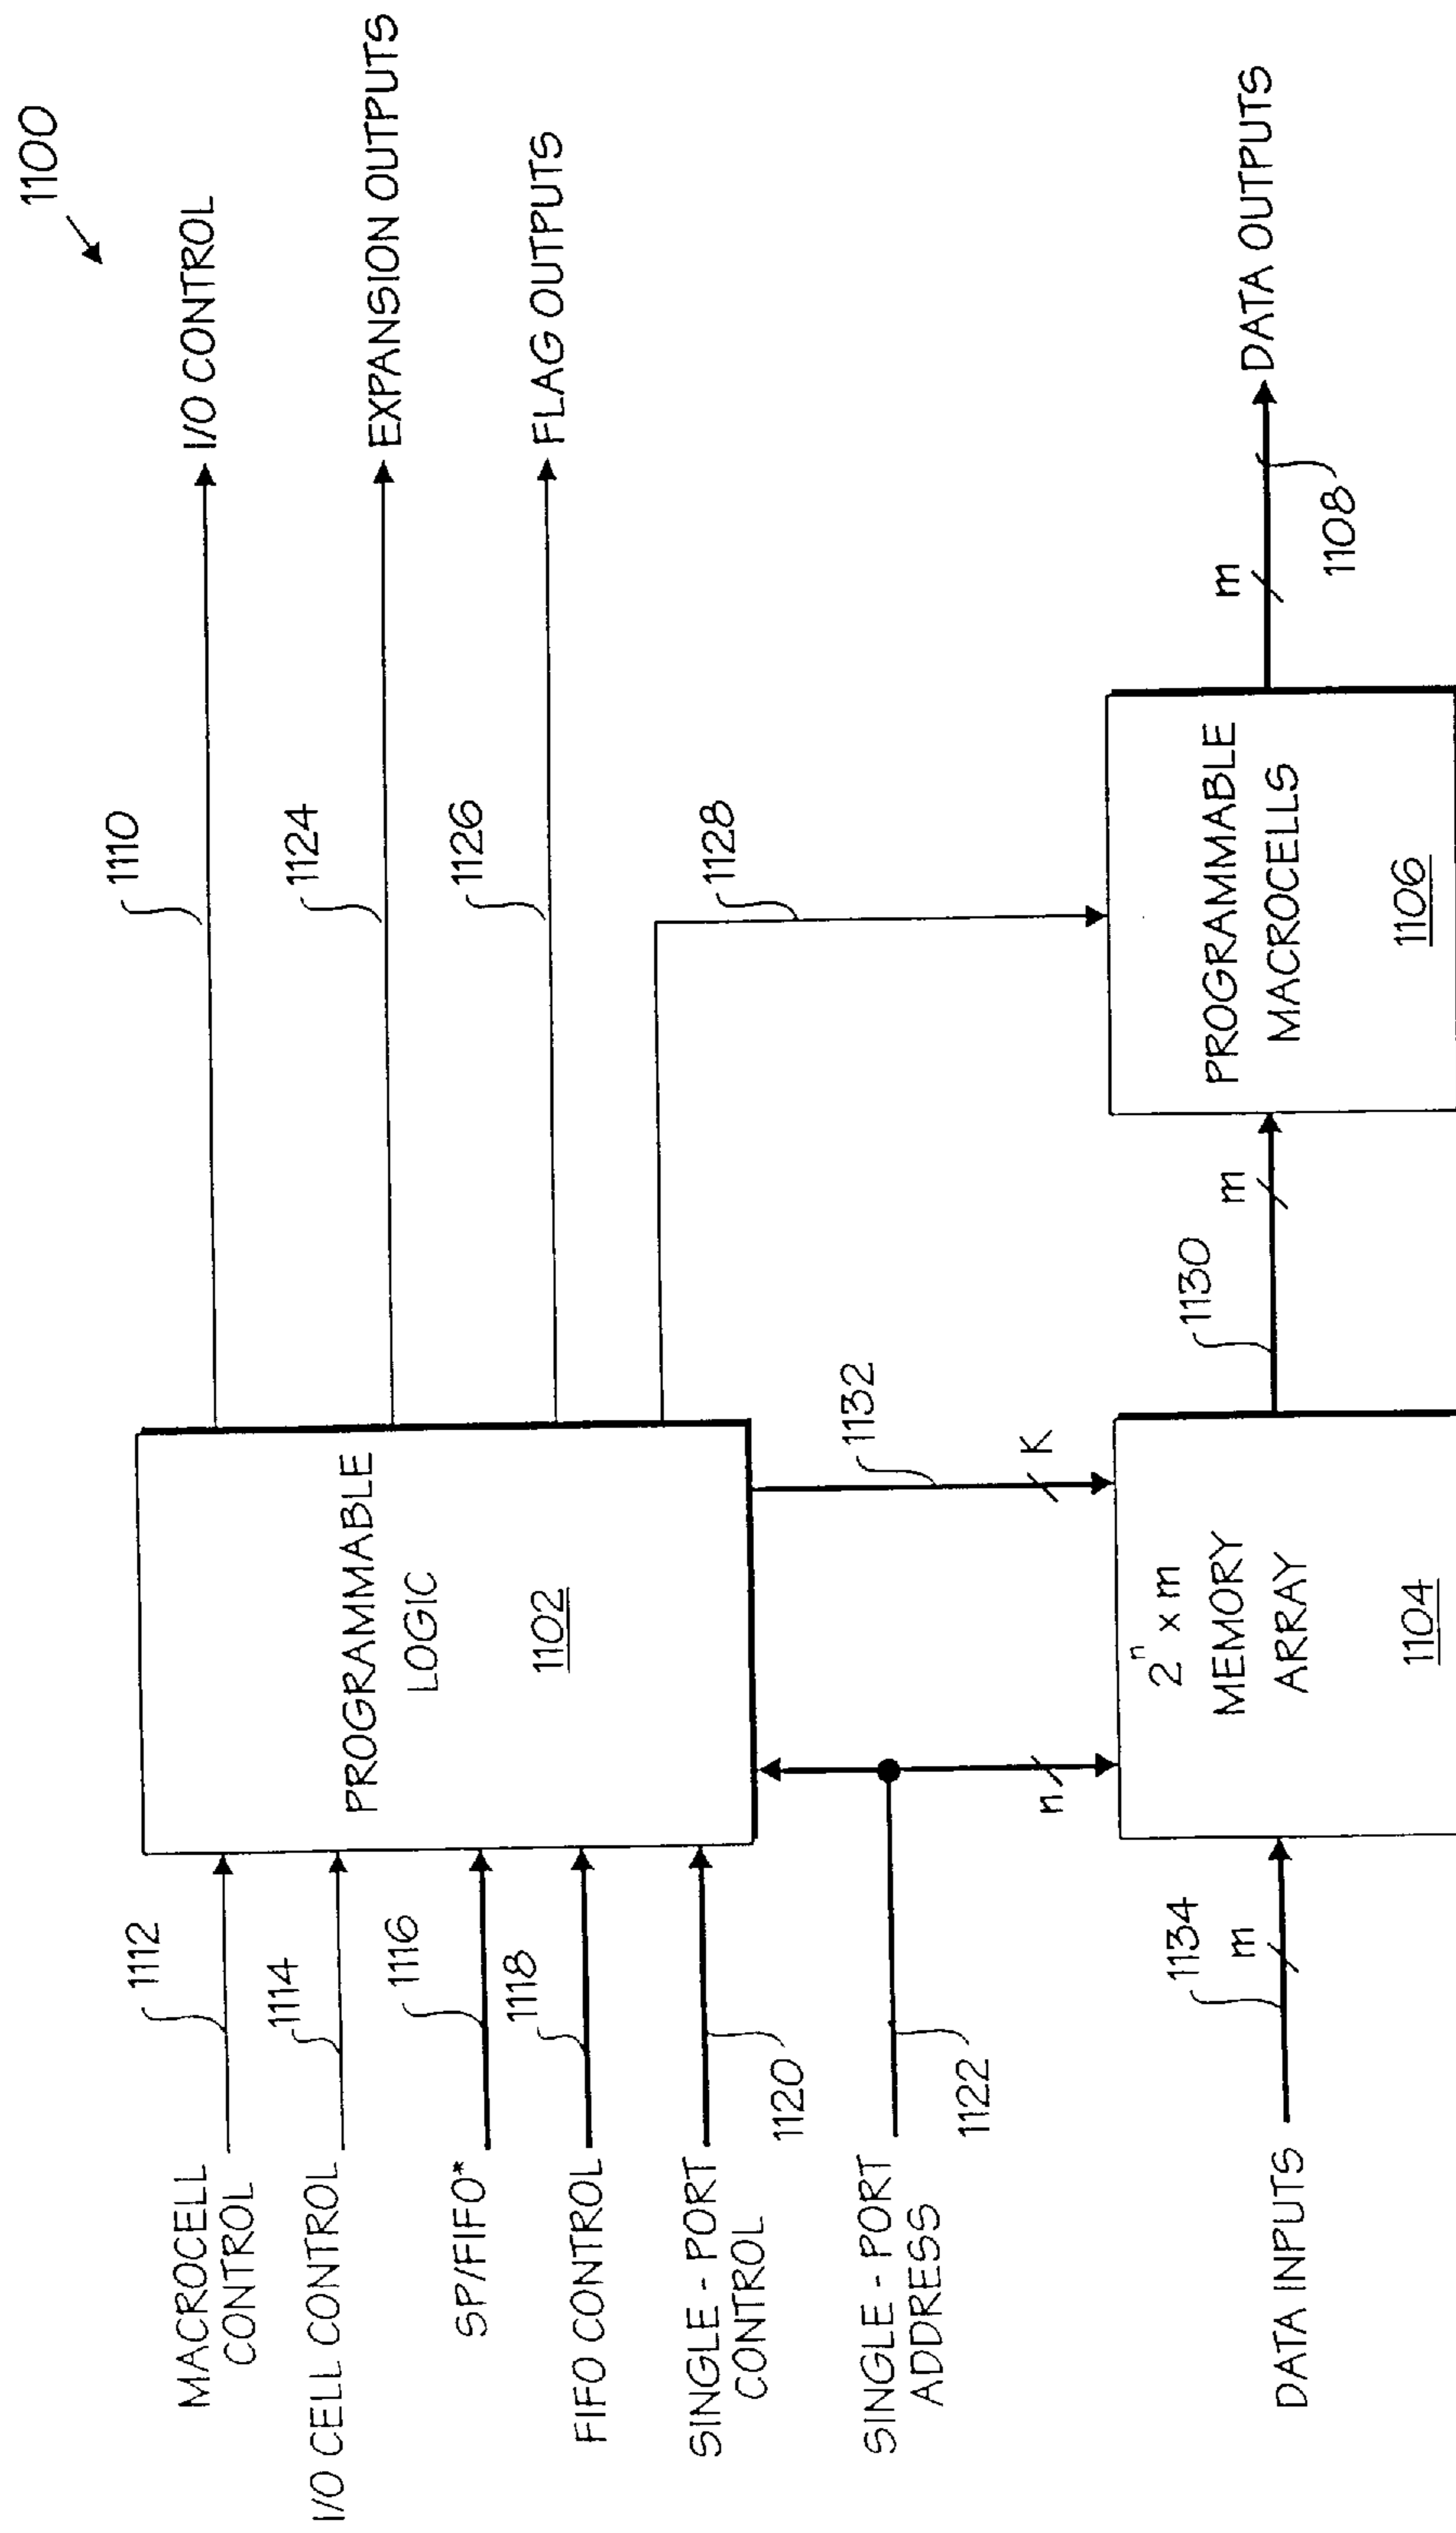 1100
I/O CONTROL
EXPANSION OUTPUTS
FLAG OUTPUTS
DATA OUTPUTS
1110
1124
1126
1128
m
1108
PROGRAMMABLE
MACROCELLS
1106
m
1130
PROGRAMMABLE
LOGIC
1102
1132
K
2ⁿ x m
MEMORY
ARRAY
1104
n
1112
1114
1116
1118
1120
1122
1134
m
MACROCELL
CONTROL
I/O CELL CONTROL
SP/FIFO*
FIFO CONTROL
SINGLE - PORT
CONTROL
SINGLE - PORT
ADDRESS
DATA INPUTS